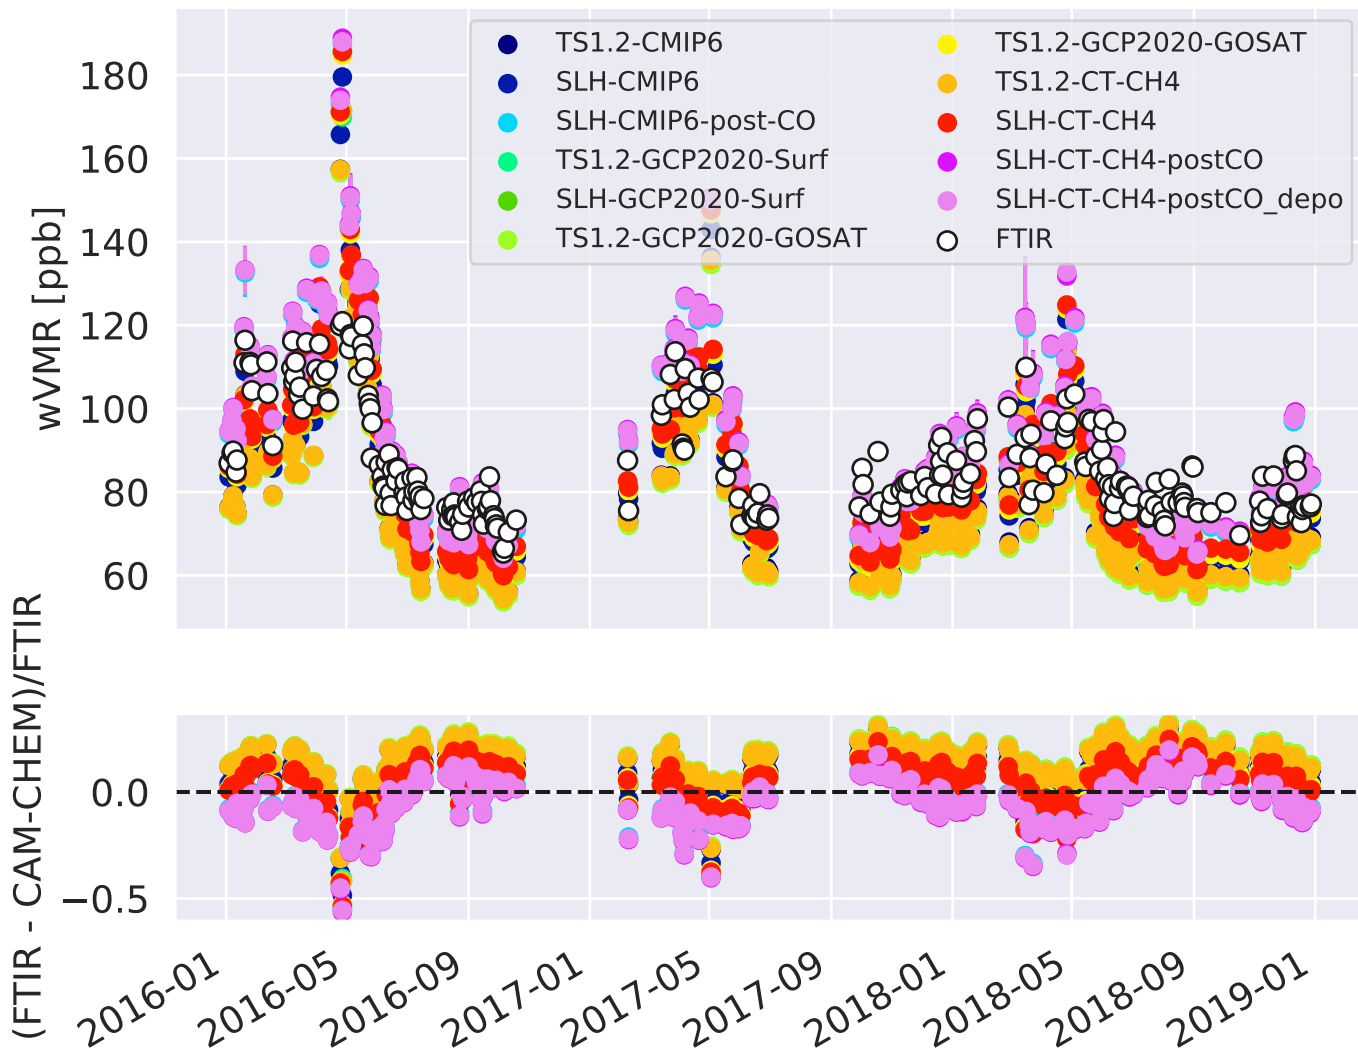 TS1.2-CMIP6
SLH-CMIP6
SLH-CMIP6-post-CO
TS1.2-GCP2020-Surf
SLH-GCP2020-Surf
TS1.2-GCP2020-GOSAT
TS1.2-GCP2020-GOSAT
TS1.2-CT-CH4
SLH-CT-CH4
SLH-CT-CH4-postCO
SLH-CT-CH4-postCO_depo
FTIR
wVMR [ppb]
180
160
140
120
100
80
60
(FTIR - CAM-CHEM)/FTIR
0.0
−0.5
2016-01
2016-05
2016-09
2017-01
2017-05
2017-09
2018-01
2018-05
2018-09
2019-01